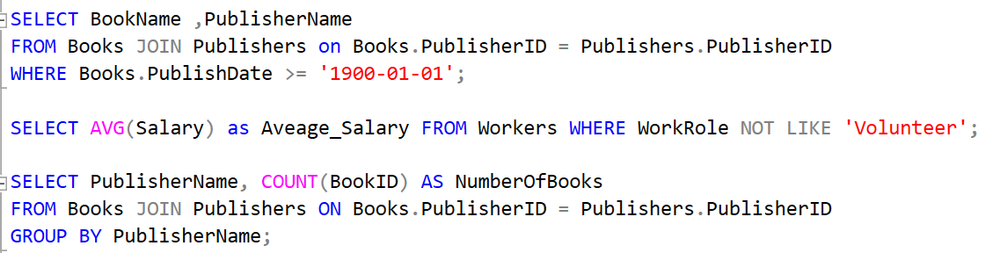 SELECT BookName ,PublisherName
FROM Books JOIN Publishers on Books.PublisherID = Publishers.PublisherID
WHERE Books.PublishDate >= '1900-01-01';
SELECT AVG(Salary) as Aveage_Salary FROM Workers WHERE WorkRole NOT LIKE 'Volunteer';
SELECT PublisherName, COUNT(BookID) AS NumberOfBooks
FROM Books JOIN Publishers ON Books.PublisherID = Publishers.PublisherID
GROUP BY PublisherName;